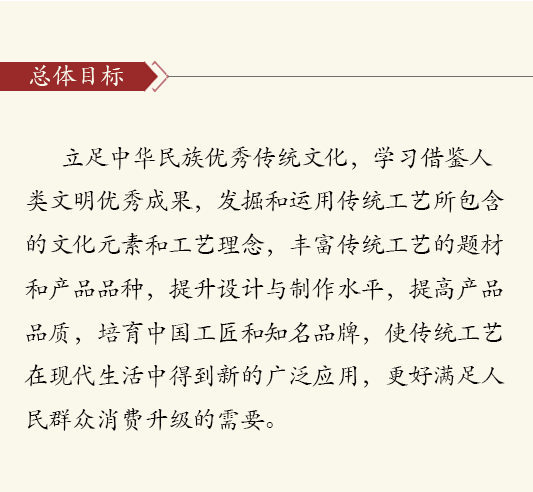 总体目标
立足中华民族优秀传统文化，学习借鉴人
类文明优秀成果，发掘和运用传统工艺所包含
的文化元素和工艺理念，丰富传统工艺的题材
和产品品种，提升设计与制作水平，提高产品
品质，培育中国工匠和知名品牌，使传统工艺
在现代生活中得到新的广泛应用，更好满足人
民群众消费升级的需要。